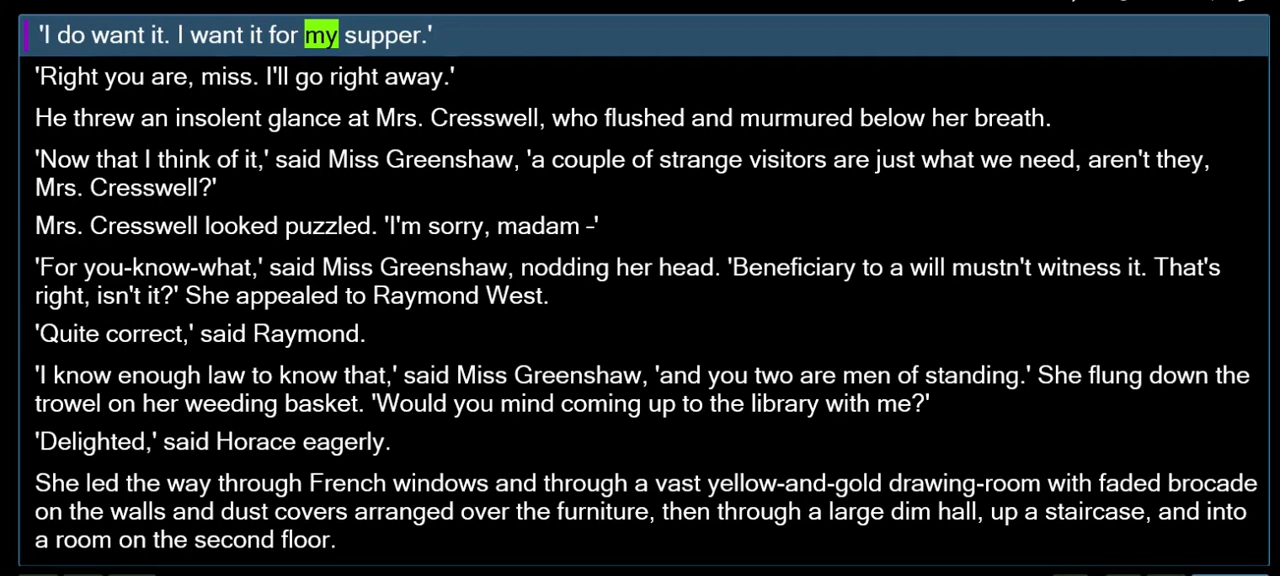 'I do want it. I want it for my supper.'
'Right you are, miss. I'll go right away.'
He threw an insolent glance at Mrs. Cresswell, who flushed and murmured below her breath.
'Now that I think of it,' said Miss Greenshaw, 'a couple of strange visitors are just what we need, aren't they,
Mrs. Cresswell?'
Mrs. Cresswell looked puzzled. 'I'm sorry, madam -'
'For you-know-what,' said Miss Greenshaw, nodding her head. 'Beneficiary to a will mustn't witness it. That's
right, isn't it?' She appealed to Raymond West.
'Quite correct,' said Raymond.
'I know enough law to know that,' said Miss Greenshaw, 'and you two are men of standing.' She flung down the
trowel on her weeding basket. 'Would you mind coming up to the library with me?'
'Delighted,' said Horace eagerly.
She led the way through French windows and through a vast yellow-and-gold drawing-room with faded brocade
on the walls and dust covers arranged over the furniture, then through a large dim hall, up a staircase, and into
a room on the second floor.